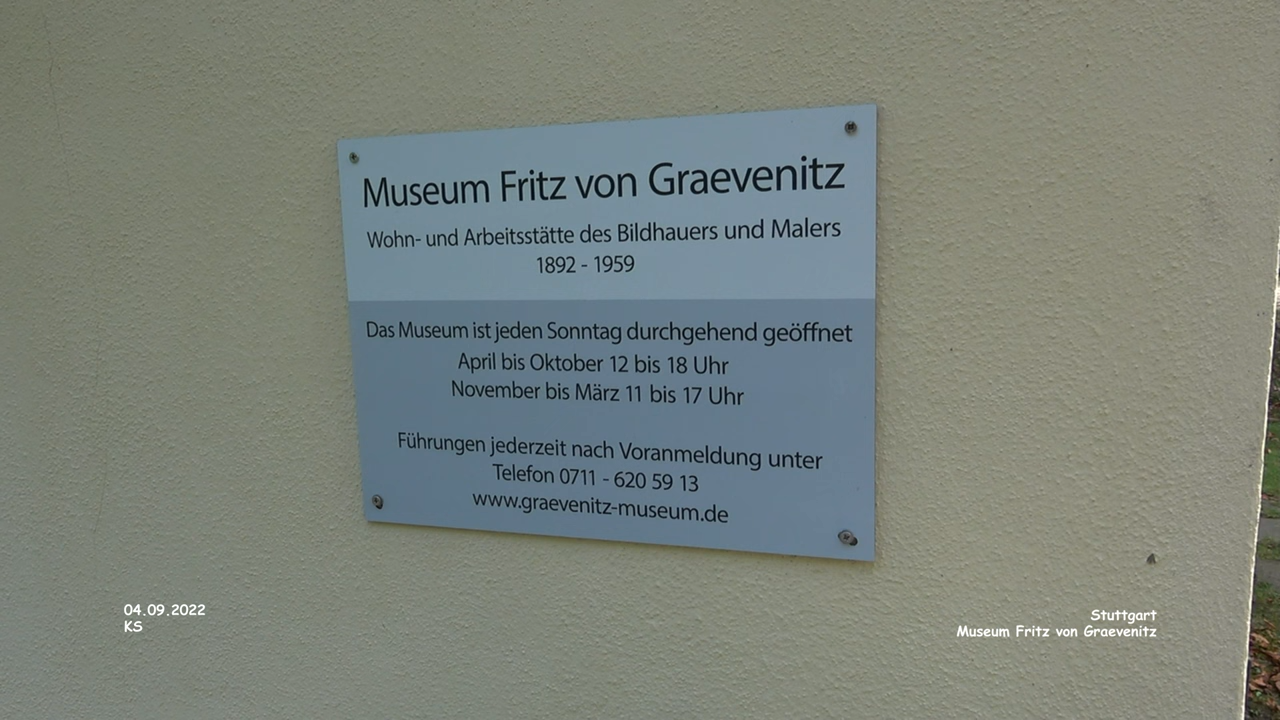 Museum Fritz von Graevenitz
Wohn- und Arbeitsstätte des Bildhauers und Malers
1892 - 1959
Das Museum ist jeden Sonntag durchgehend geöffnet
April bis Oktober 12 bis 18 Uhr
November bis März 11 bis 17 Uhr
Führungen jederzeit nach Voranmeldung unter
Telefon 0711 - 620 59 13
www.graevenitz-museum.de
04.09.2022
KS
Stuttgart
Museum Fritz von Graevenitz